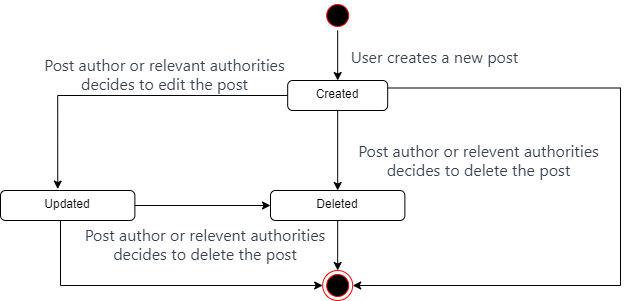 User creates a new post
Post author or relevant authorities
decides to edit the post
Created
Post author or relevent authorities
decides to delete the post
Updated
Deleted
Post author or relevent authorities
decides to delete the post